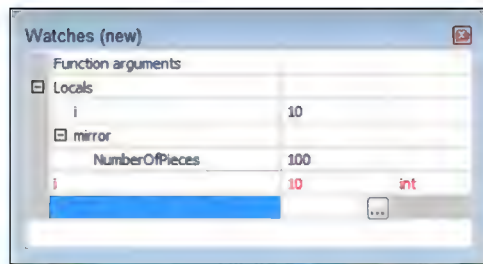 Watches (new)
Function arguments
Locals
i 10
mirror
NumberOfPieces 100
i 10 int
...